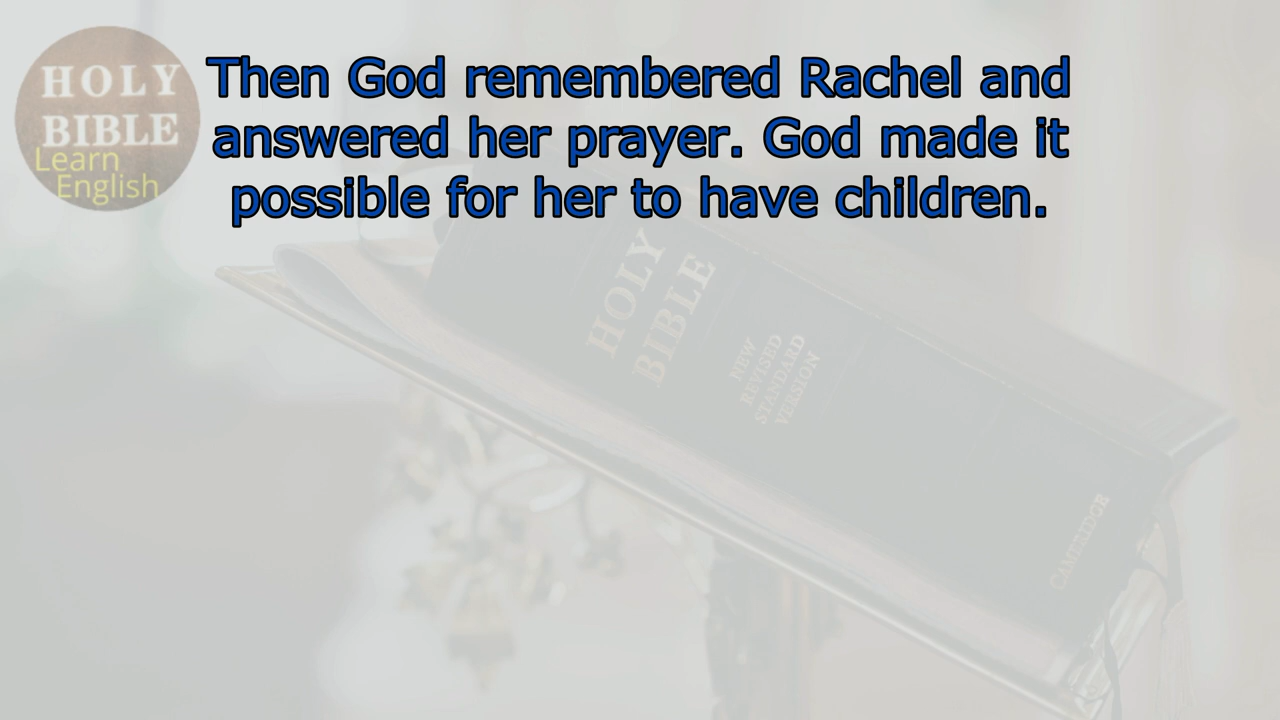 HOLY
BIBLE
Learn
English
Then God remembered Rachel and
answered her prayer. God made it
possible for her to have children.
HOLY
BIBLE
NEW
REVISED
STANDARD
VERSION
CAMBRIDGE